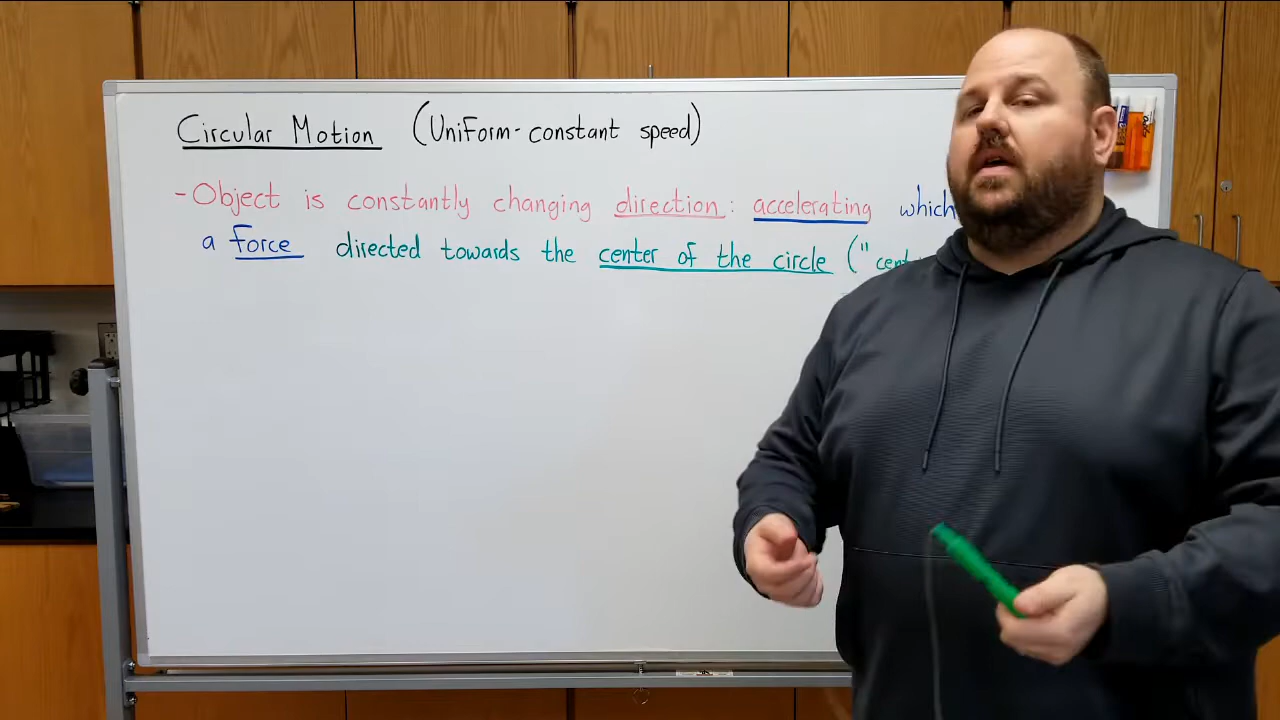 Circular Motion (Uniform-constant speed)
-Object is constantly changing direction: accelerating which
a force directed towards the center of the circle ("cent